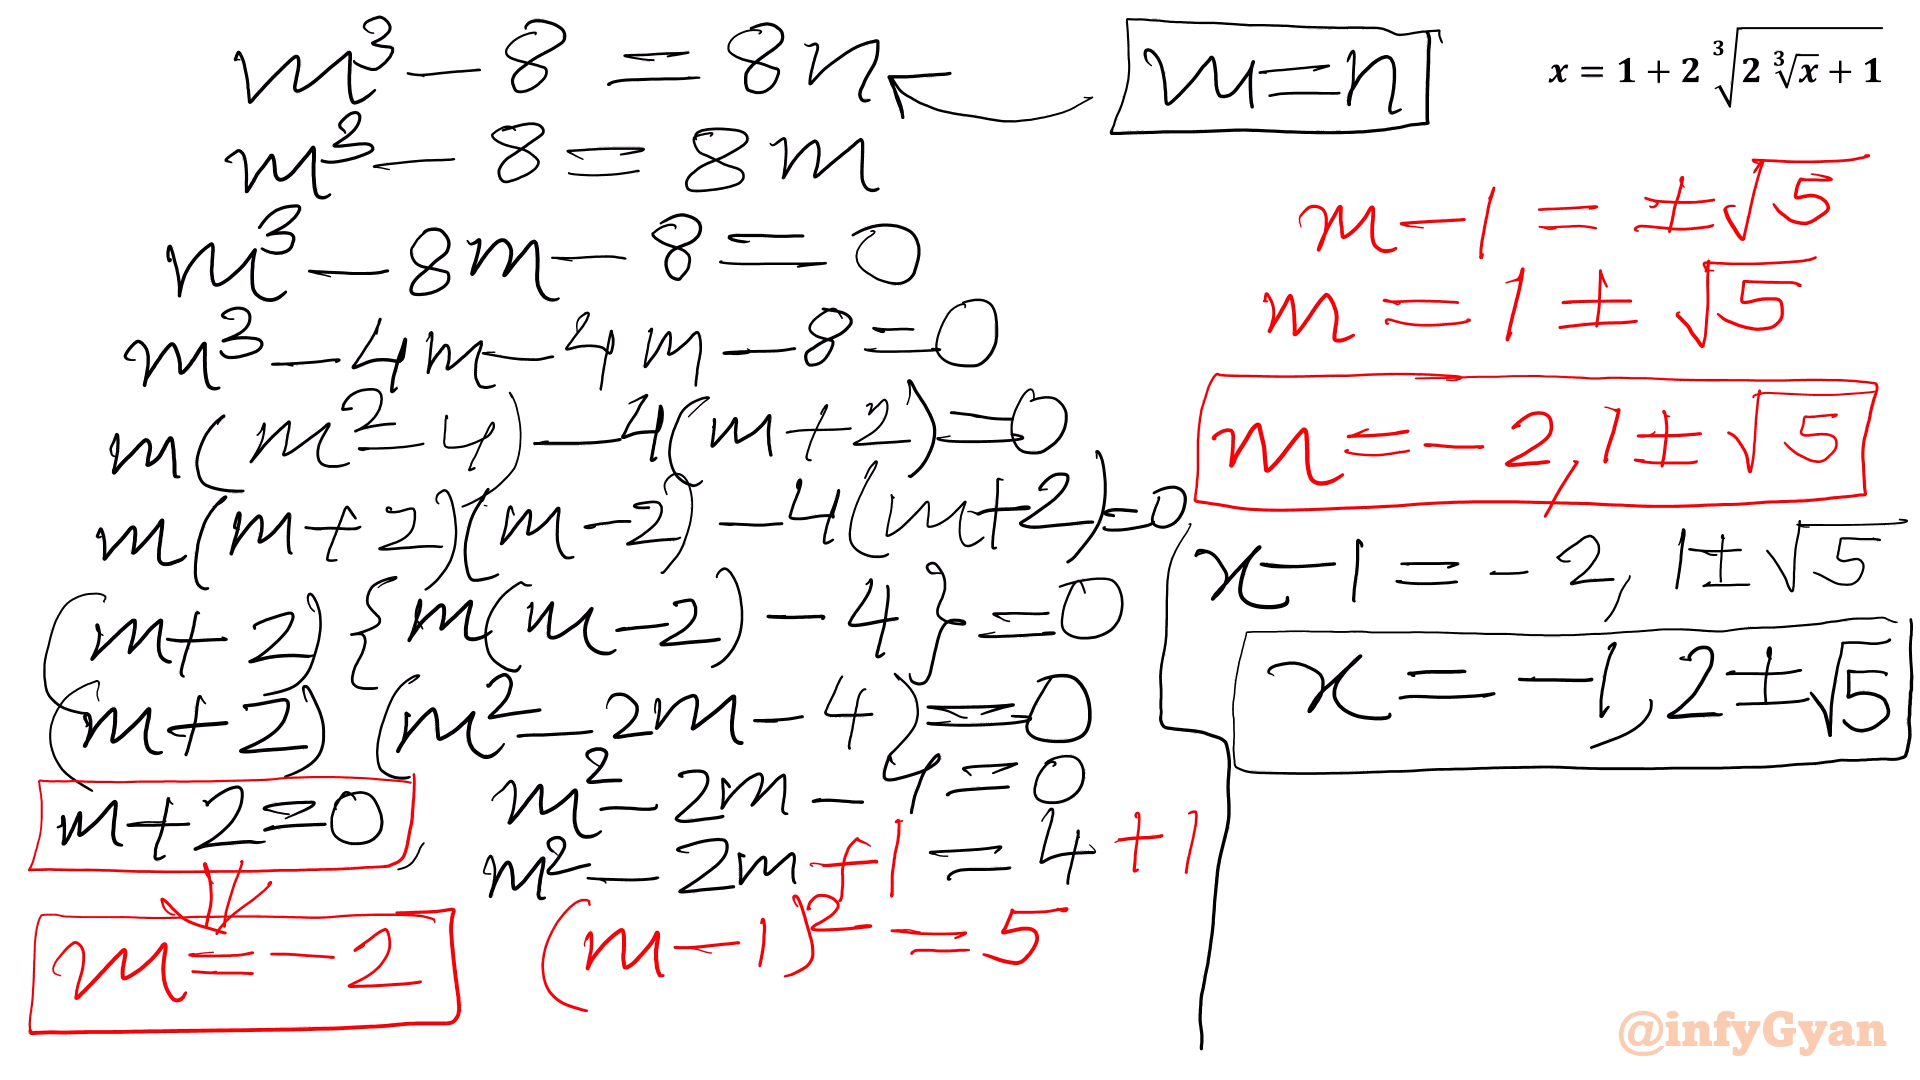 m³ - 8 = 8n
m = n
x = 1 + 2 ∛(2 ∛x + 1)
m³ - 8 = 8m
m³ - 8m - 8 = 0
m³ - 4m - 4m - 8 = 0
m(m² - 4) - 4(m + 2) = 0
m(m + 2)(m - 2) - 4(m + 2) = 0
(m + 2) {m(m - 2) - 4} = 0
(m + 2) (m² - 2m - 4) = 0
m + 2 = 0,
m = -2
m² - 2m - 4 = 0
m² - 2m + 1 = 4 + 1
(m - 1)² = 5
m - 1 = ±√5
m = 1 ± √5
m = -2, 1 ± √5
x - 1 = -2, 1 ± √5
x = -1, 2 ± √5
@infyGyan